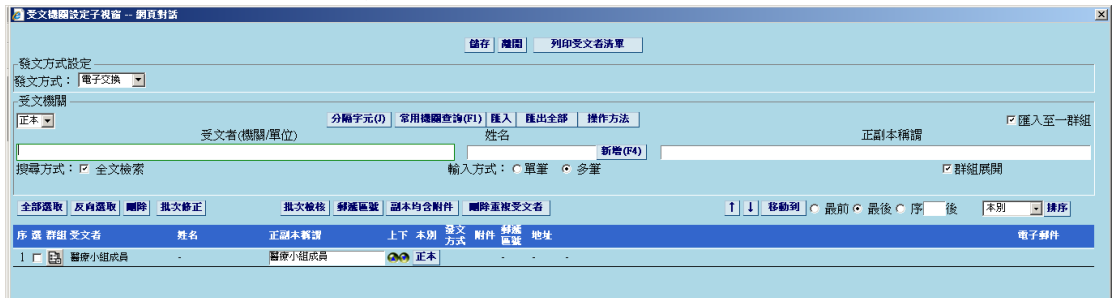 受文機關設定子視窗 -- 網頁對話
儲存 離開 列印受文者清單
發文方式設定
發文方式： 電子交換
受文機關
正本 分隔字元(J) 常用機關查詢(F1) 匯入 匯出全部 操作方法 匯入至一群組
受文者(機關/單位) 姓名 正副本稱謂
新增(F4)
搜尋方式： 全文檢索 輸入方式： 單筆 多筆 群組展開
全部選取 反向選取 刪除 批次修正 批次檢核 郵遞區號 副本均含附件 刪除重複受文者 ↑ ↓ 移動到 最前 最後 序 後 本別 排序
序 選 群組 受文者 姓名 正副本稱謂 上下 本別 發文方式 附件 郵遞區號 地址 電子郵件
1 醫療小組成員 - 醫療小組成員 正本 - - -